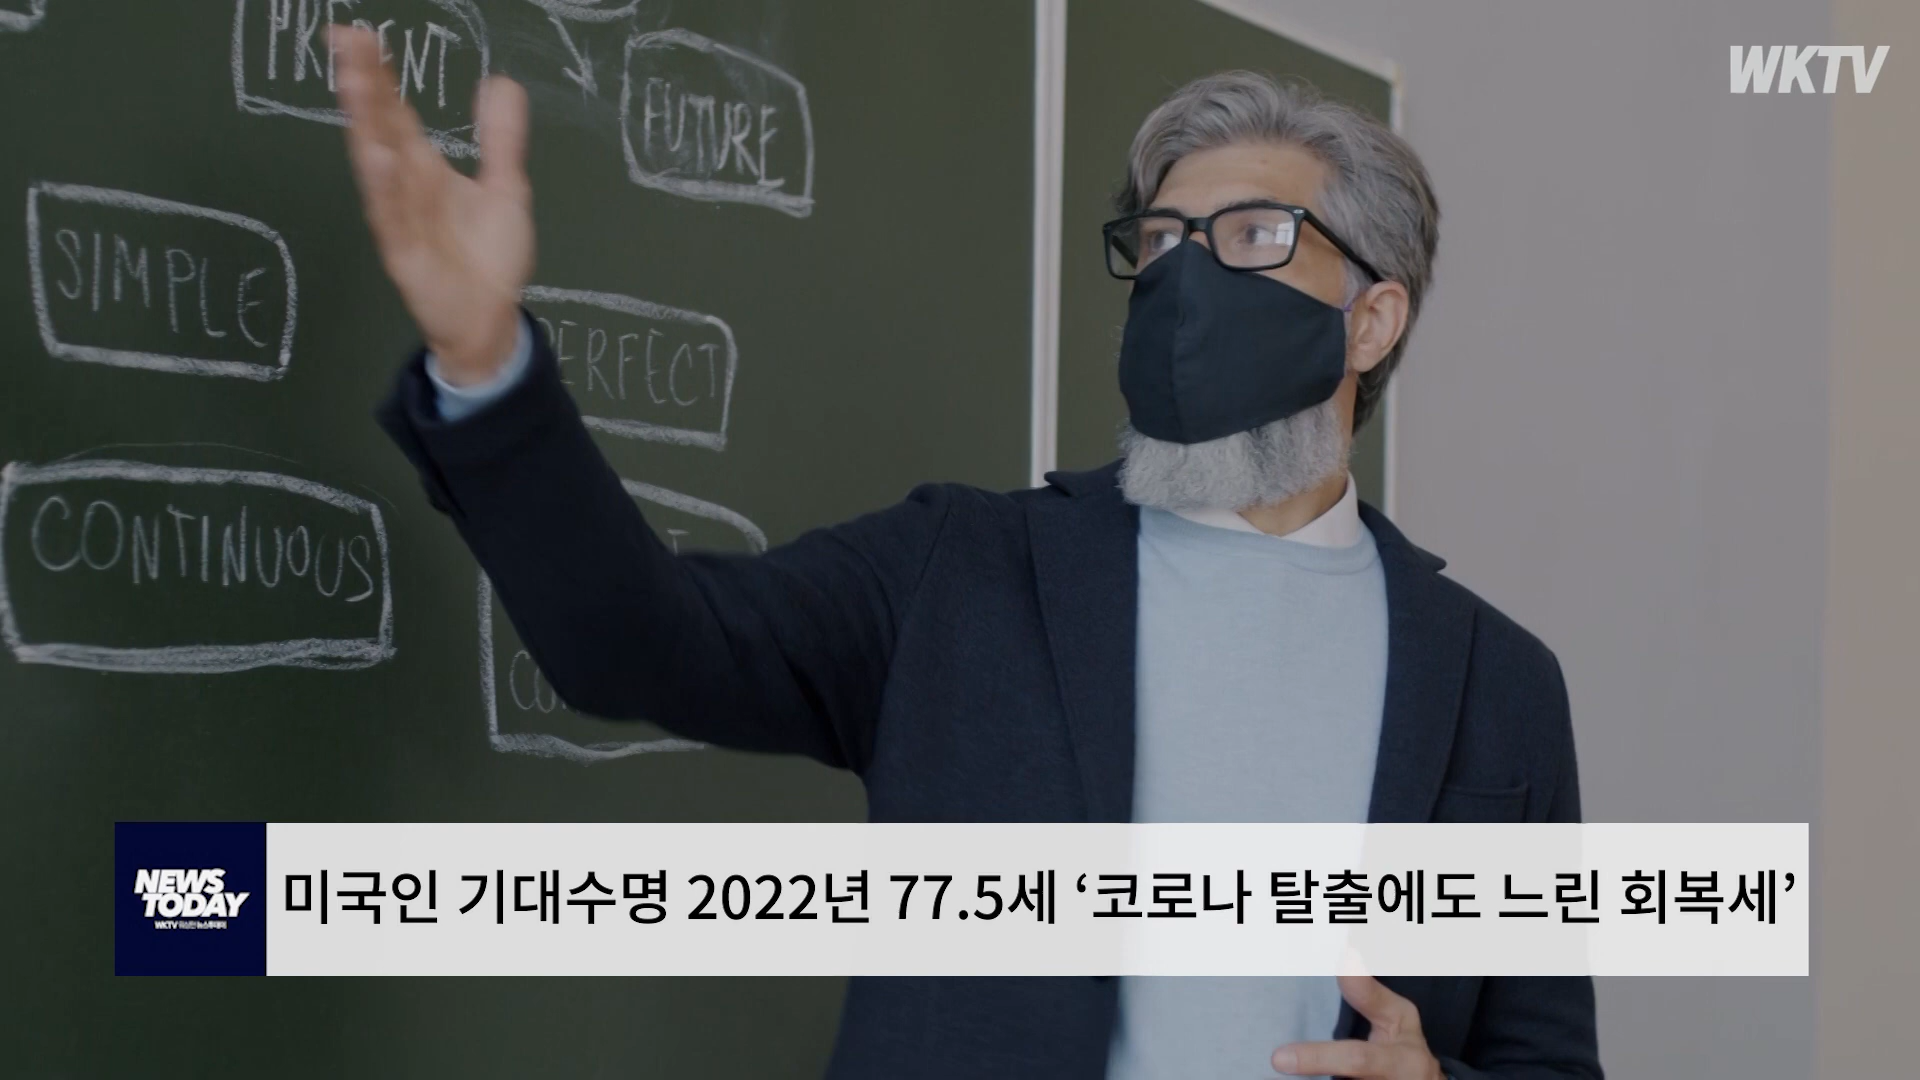 PRESENT
FUTURE
WKTV
SIMPLE
PERFECT
CONTINUOUS
NEWS
TODAY
미국인 기대수명 2022년 77.5세 ‘코로나 탈출에도 느린 회복세’